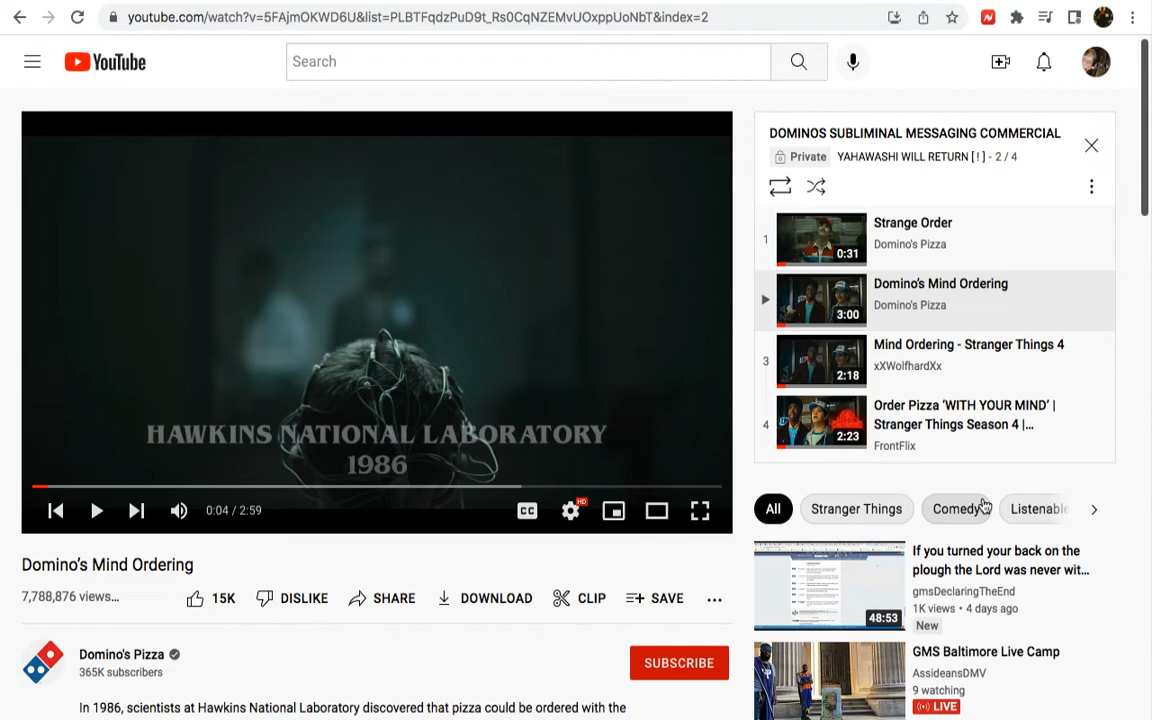 youtube.com/watch?v=5FAjmOKWD6U&list=PLBTFqdzPuD9t_Rs0CqNZEMvUOxppUoNbT&index=2
YouTube
Search
HAWKINS NATIONAL LABORATORY
1986
0:04 / 2:59
CC
HD
Domino's Mind Ordering
7,788,876 views...
15K
DISLIKE
SHARE
DOWNLOAD
CLIP
SAVE
Domino's Pizza
365K subscribers
SUBSCRIBE
In 1986, scientists at Hawkins National Laboratory discovered that pizza could be ordered with the
DOMINOS SUBLIMINAL MESSAGING COMMERCIAL
Private YAHAWASHI WILL RETURN [ ! ] - 2 / 4
1
0:31
Strange Order
Domino's Pizza
3:00
Domino's Mind Ordering
Domino's Pizza
3
2:18
Mind Ordering - Stranger Things 4
xXWolfhardXx
4
2:23
Order Pizza 'WITH YOUR MIND' |
Stranger Things Season 4 |...
FrontFlix
All
Stranger Things
Comedy
Listenable
48:53
If you turned your back on the
plough the Lord was never wit...
gmsDeclaringTheEnd
1K views • 4 days ago
New
GMS Baltimore Live Camp
AssideansDMV
9 watching
LIVE